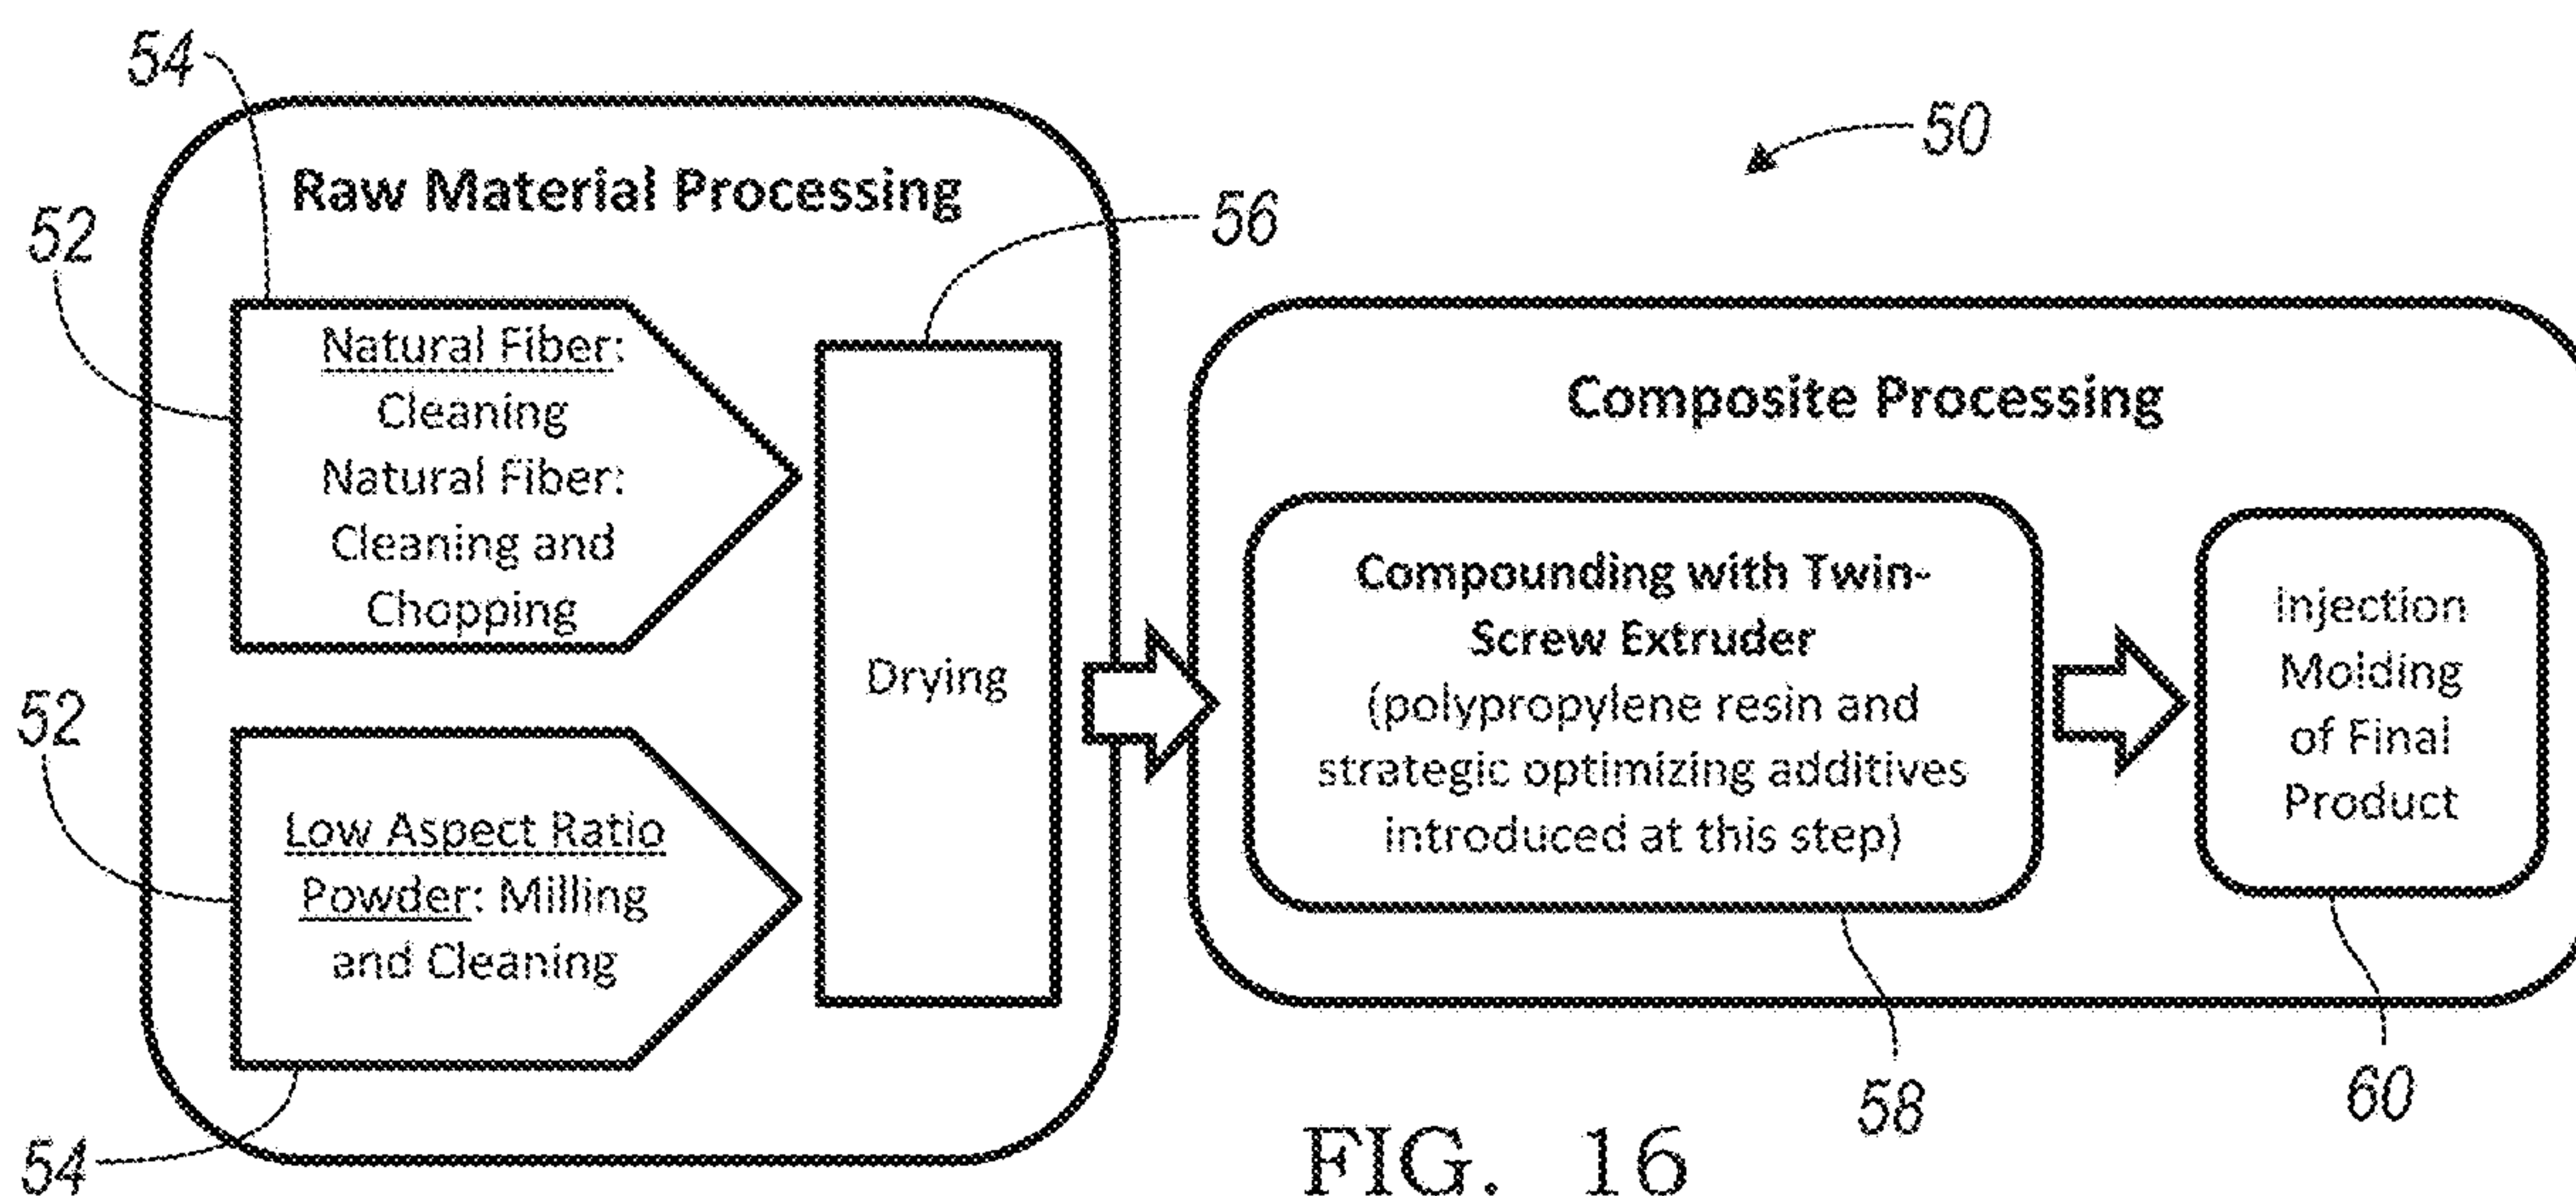 54
50
Raw Material Processing
52
56
Natural Fiber:
Cleaning
Natural Fiber:
Cleaning and
Chopping
Drying
52
Low Aspect Ratio
Powder: Milling
and Cleaning
54
Composite Processing
Compounding with Twin-
Screw Extruder
(polypropylene resin and
strategic optimizing additives
introduced at this step)
Injection
Molding
of Final
Product
58
60
FIG. 16